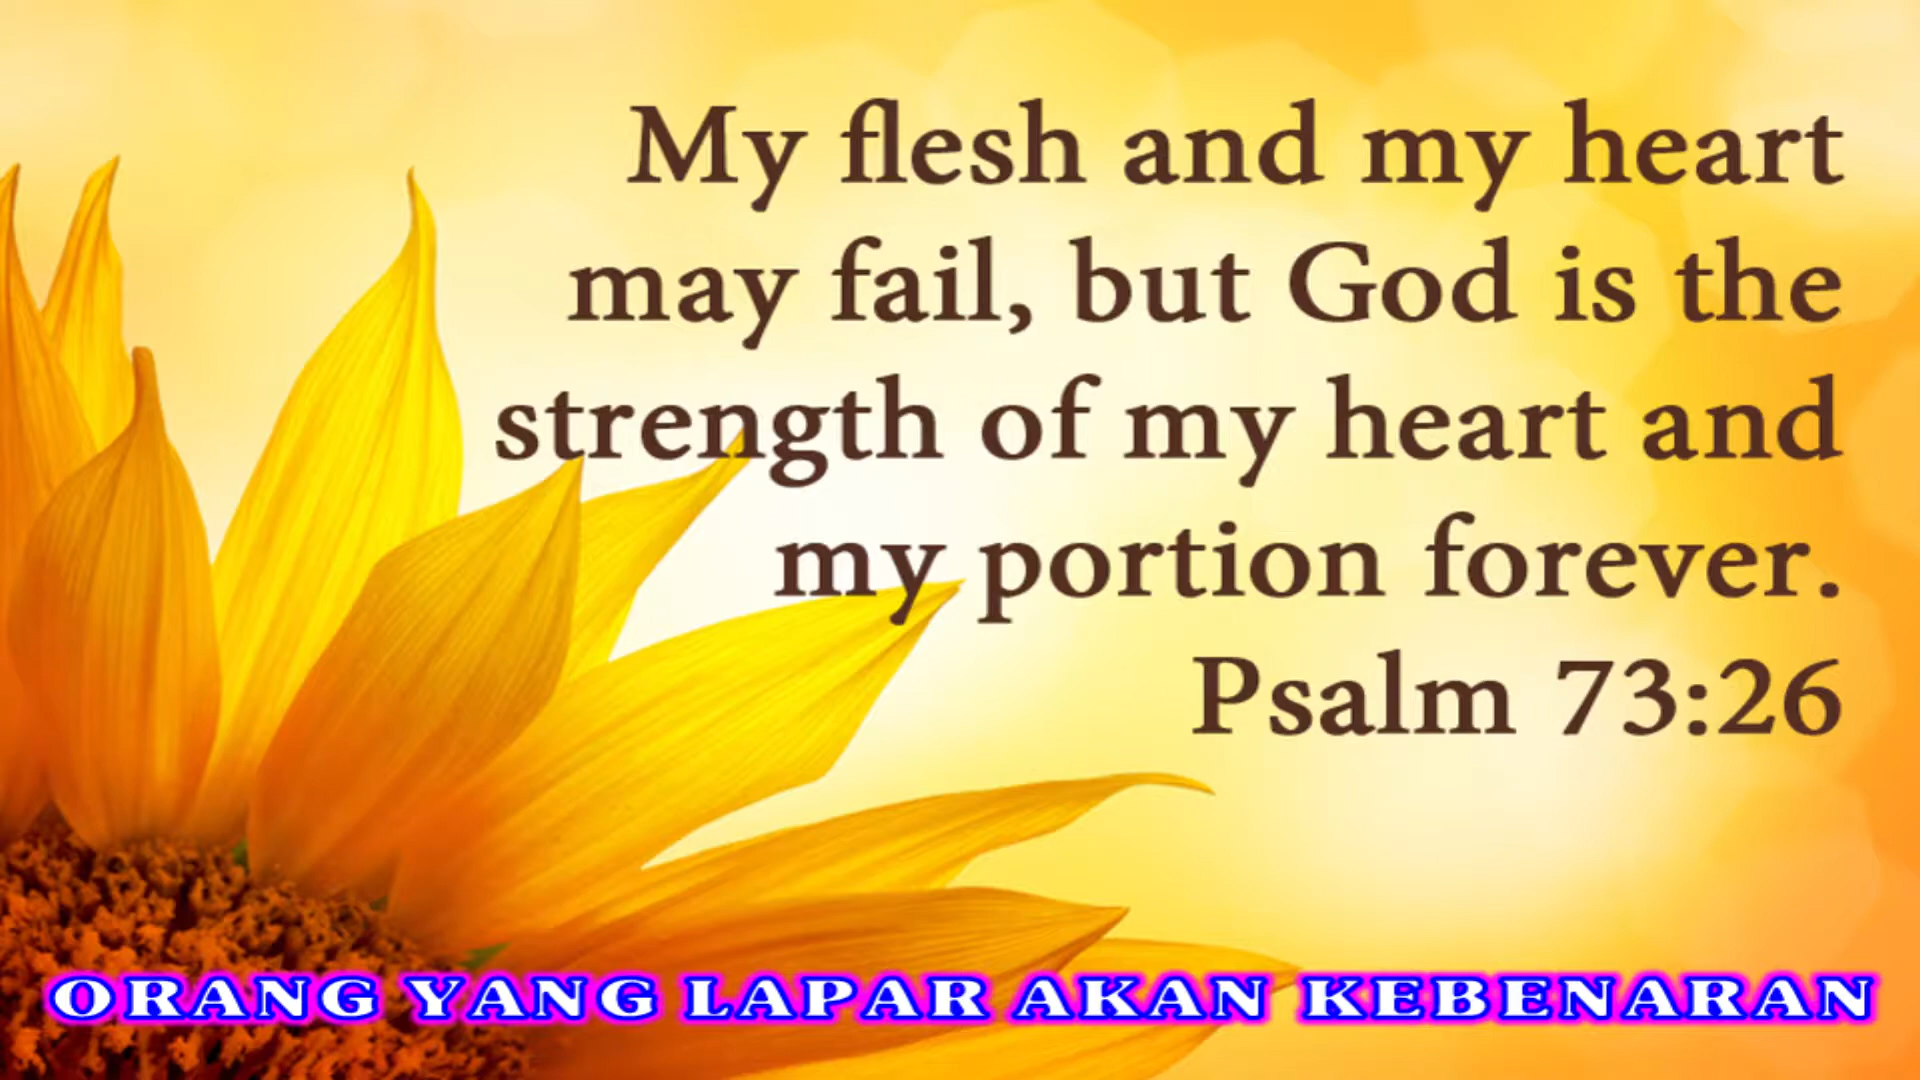 My flesh and my heart
may fail, but God is the
strength of my heart and
my portion forever.
Psalm 73:26
ORANG YANG LAPAR AKAN KEBENARAN